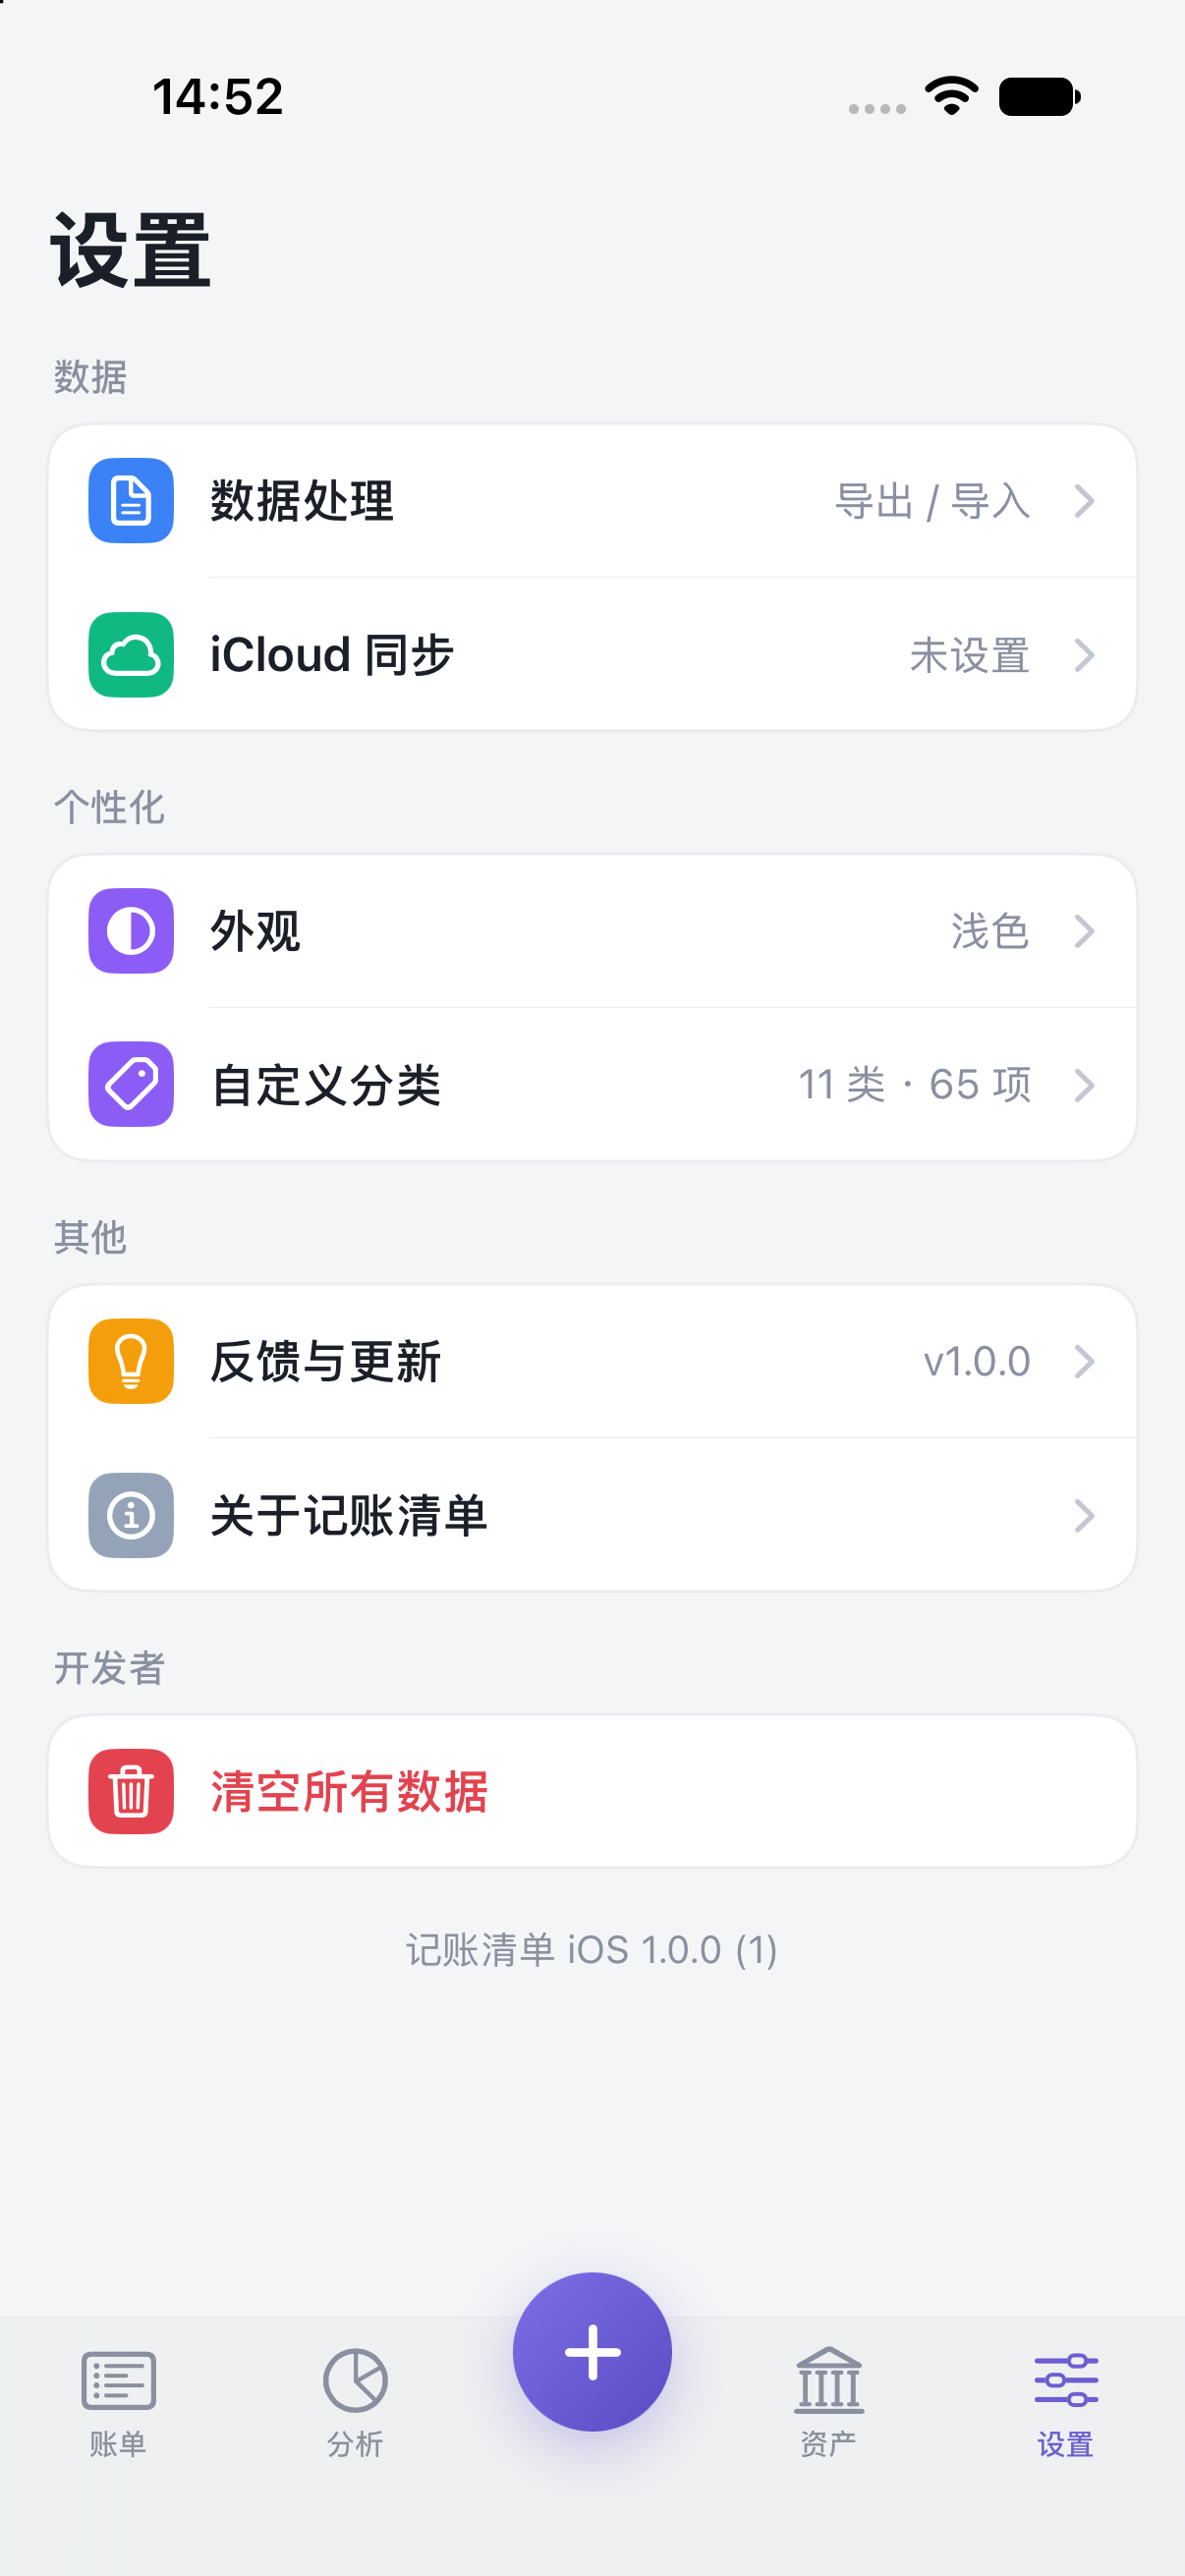 14:52
设置
数据
数据处理 导出 / 导入
iCloud 同步 未设置
个性化
外观 浅色
自定义分类 11 类 · 65 项
其他
反馈与更新 v1.0.0
关于记账清单
开发者
清空所有数据
记账清单 iOS 1.0.0 (1)
账单 分析 资产 设置